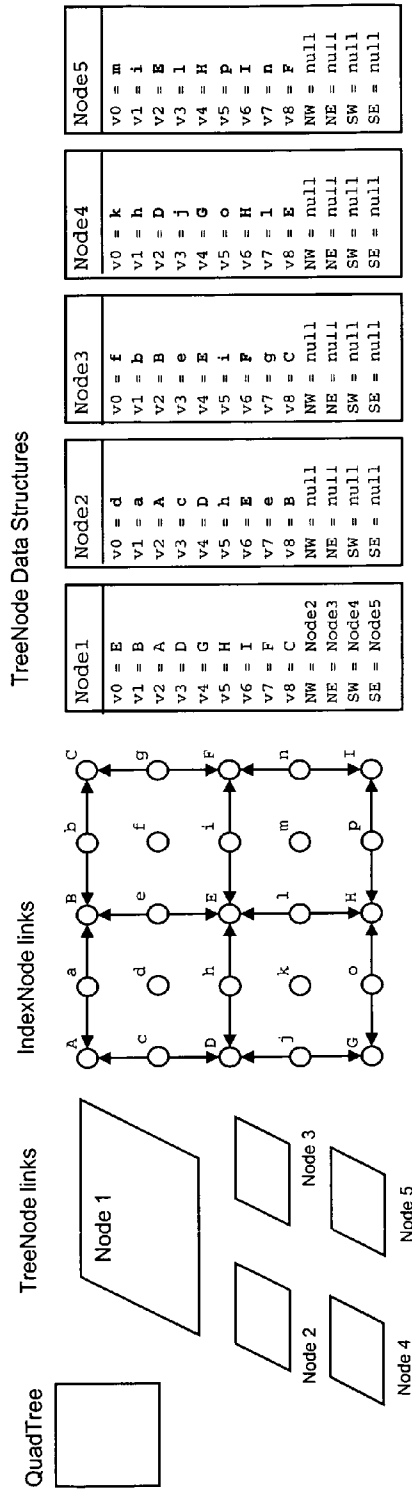 QuadTree
TreeNode links
Node 1
Node 2
Node 3
Node 4
Node 5
IndexNode links
A a B b C
c d e f g
D h E i F
j k l m n
G o H p I
TreeNode Data Structures
Node1
v0 = E
v1 = B
v2 = A
v3 = D
v4 = G
v5 = H
v6 = I
v7 = F
v8 = C
NW = Node2
NE = Node3
SW = Node4
SE = Node5
Node2
v0 = d
v1 = a
v2 = A
v3 = c
v4 = D
v5 = h
v6 = E
v7 = e
v8 = B
NW = null
NE = null
SW = null
SE = null
Node3
v0 = f
v1 = b
v2 = B
v3 = e
v4 = E
v5 = i
v6 = F
v7 = g
v8 = C
NW = null
NE = null
SW = null
SE = null
Node4
v0 = k
v1 = h
v2 = D
v3 = j
v4 = G
v5 = o
v6 = H
v7 = l
v8 = E
NW = null
NE = null
SW = null
SE = null
Node5
v0 = m
v1 = i
v2 = E
v3 = l
v4 = H
v5 = p
v6 = I
v7 = n
v8 = F
NW = null
NE = null
SW = null
SE = null